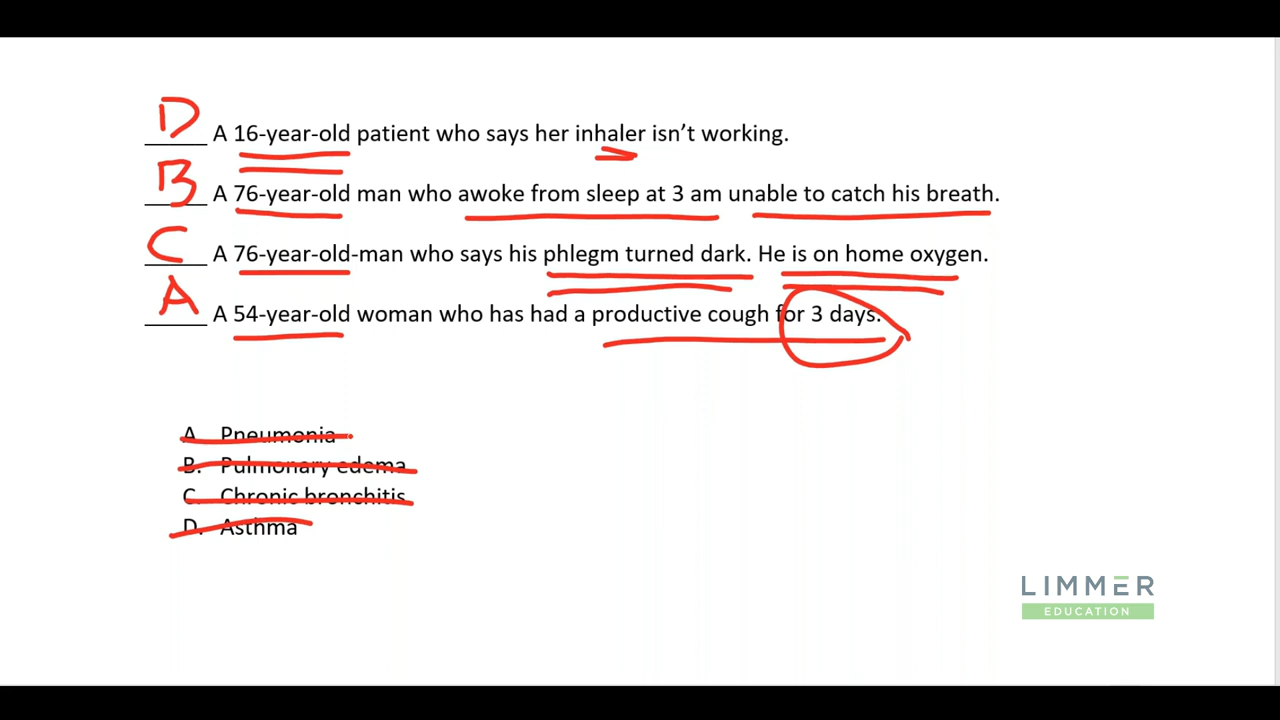 D A 16-year-old patient who says her inhaler isn’t working.
B A 76-year-old man who awoke from sleep at 3 am unable to catch his breath.
C A 76-year-old-man who says his phlegm turned dark. He is on home oxygen.
A A 54-year-old woman who has had a productive cough for 3 days.
A. Pneumonia
B. Pulmonary edema
C. Chronic bronchitis
D. Asthma
LIMMER
EDUCATION